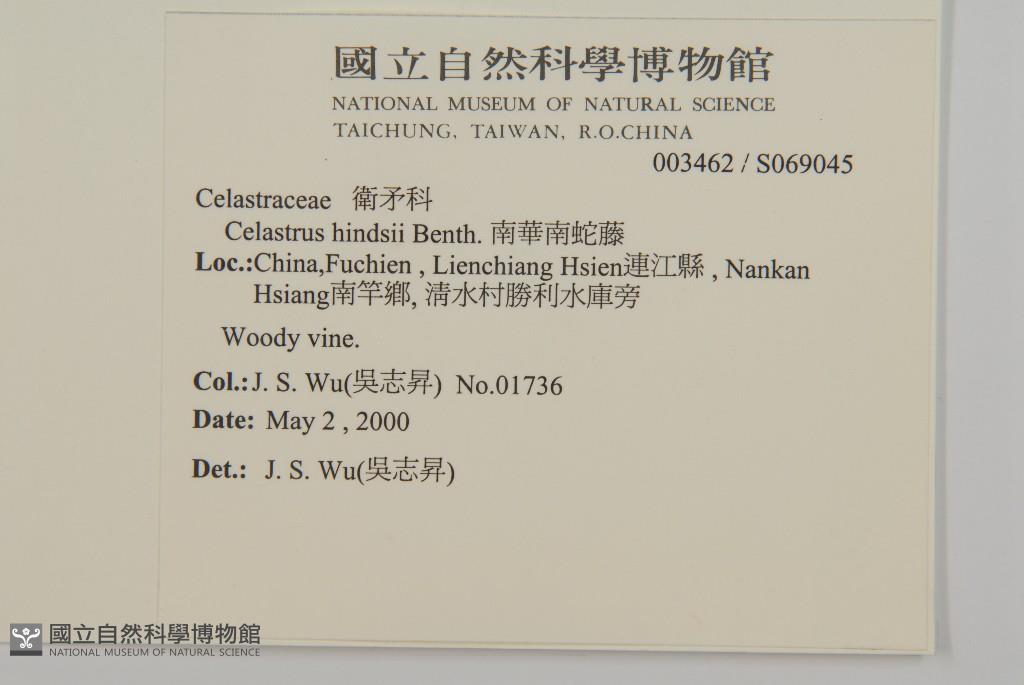 國立自然科學博物館
NATIONAL MUSEUM OF NATURAL SCIENCE
TAICHUNG, TAIWAN, R.O.CHINA
003462 / S069045
Celastraceae 衛矛科
Celastrus hindsii Benth. 南華南蛇藤
Loc.:China,Fuchien , Lienchiang Hsien連江縣 , Nankan
Hsiang南竿鄉, 清水村勝利水庫旁
Woody vine.
Col.: J. S. Wu(吳志昇) No.01736
Date: May 2 , 2000
Det.: J. S. Wu(吳志昇)
國立自然科學博物館
NATIONAL MUSEUM OF NATURAL SCIENCE